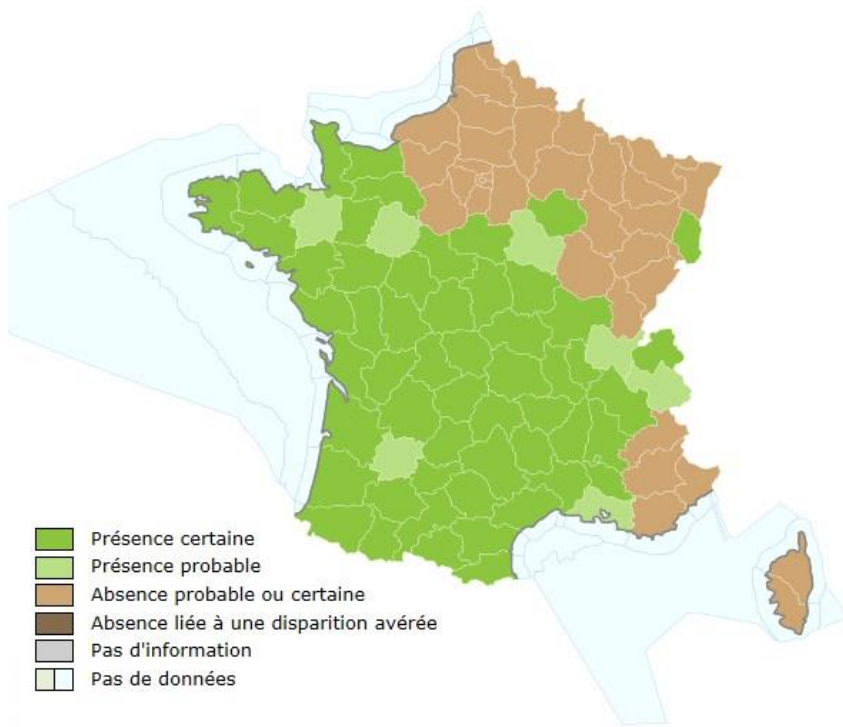 Présence certaine
Présence probable
Absence probable ou certaine
Absence liée à une disparition avérée
Pas d'information
Pas de données